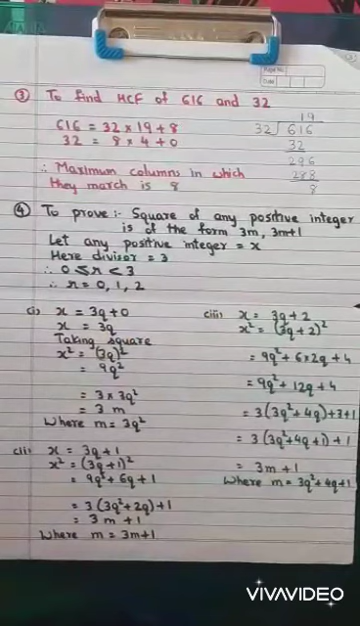 Page No.
Date
③ To find HCF of 616 and 32
616 = 32 × 19 + 8
32 = 8 × 4 + 0
∴ Maximum columns in which
they march is 8
19
32 ) 616
32
296
288
8
④ To prove :- Square of any positive integer
is of the form 3m, 3m+1
Let any positive integer = x
Here divisor = 3
∴ 0 ≤ r < 3
∴ r = 0, 1, 2
(i) x = 3q + 0
x = 3q
Taking square
x² = (3q)²
= 9q²
= 3 × 3q²
= 3 m
Where m = 3q²
(ii) x = 3q + 1
x² = (3q + 1)²
= 9q² + 6q + 1
= 3 (3q² + 2q) + 1
= 3m + 1
Where m = 3m+1
(iii) x = 3q + 2
x² = (3q + 2)²
= 9q² + 6×2q + 4
= 9q² + 12q + 4
= 3(3q² + 4q) + 3 + 1
= 3 (3q² + 4q + 1) + 1
= 3m + 1
Where m = 3q² + 4q + 1
VIVAVIDEO